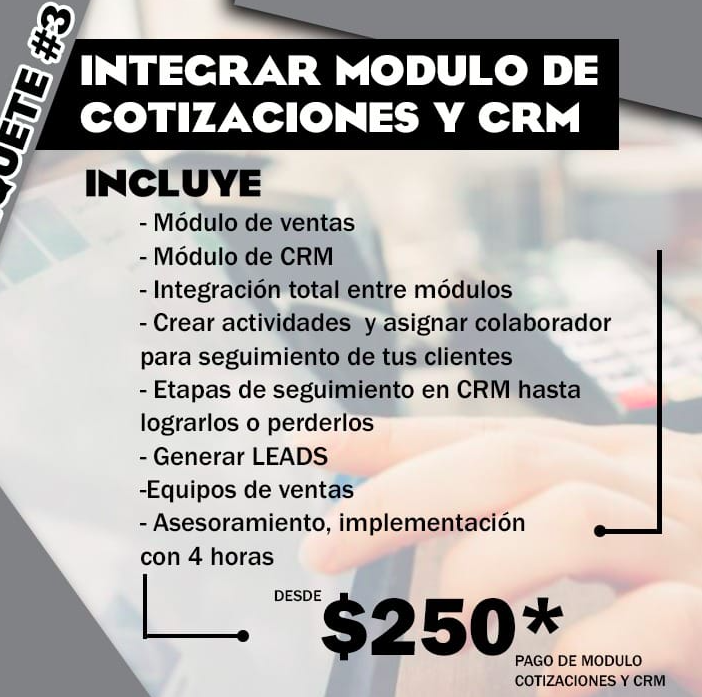 QUETE #3
INTEGRAR MODULO DE
COTIZACIONES Y CRM
INCLUYE
- Módulo de ventas
- Módulo de CRM
- Integración total entre módulos
- Crear actividades y asignar colaborador
para seguimiento de tus clientes
- Etapas de seguimiento en CRM hasta
lograrlos o perderlos
- Generar LEADS
-Equipos de ventas
- Asesoramiento, implementación
con 4 horas
DESDE
$250*
PAGO DE MODULO
COTIZACIONES Y CRM